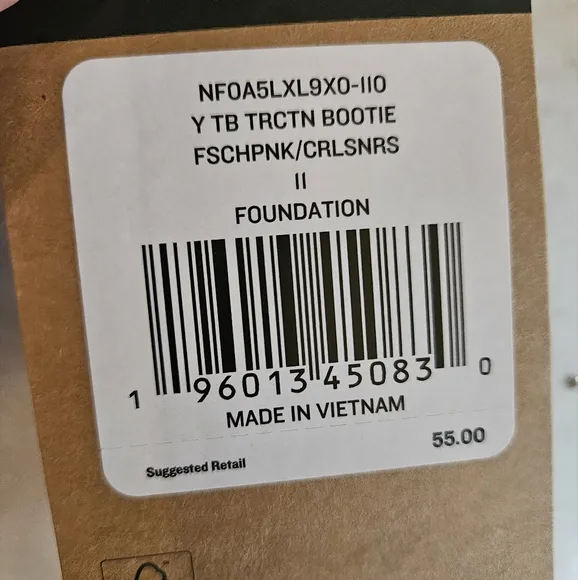 NF0A5LXL9X0-110
Y TB TRCTN BOOTIE
FSCHPNK/CRLSNRS
11
FOUNDATION
1 96013 45083 0
MADE IN VIETNAM
55.00
Suggested Retail